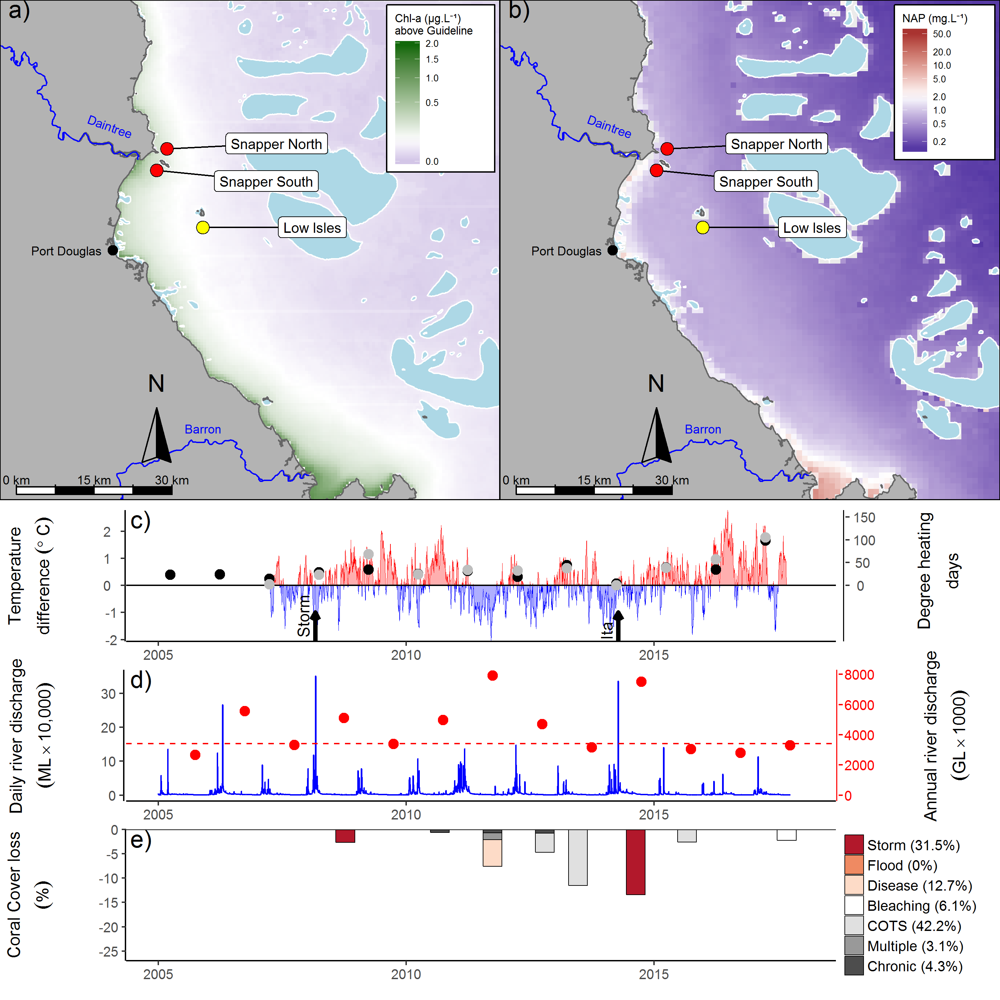 a)
Chl-a (µg.L⁻¹)
above Guideline
2.0
1.5
1.0
0.5
0.0
Daintree
Snapper North
Snapper South
Low Isles
Port Douglas
N
Barron
0 km 15 km 30 km
b)
NAP (mg.L⁻¹)
50.0
20.0
10.0
5.0
2.0
1.0
0.5
0.2
Daintree
Snapper North
Snapper South
Low Isles
Port Douglas
N
Barron
0 km 15 km 30 km
c)
Temperature
difference (° C)
2
1
0
-1
-2
Storm
Ita
150
100
50
0
Degree heating
days
2005 2010 2015
d)
Daily river discharge
(ML × 10,000)
30
20
10
0
8000
6000
4000
2000
0
Annual river discharge
(GL × 1000)
2005 2010 2015
e)
Coral Cover loss
(%)
0
-5
-10
-15
-20
-25
2005 2010 2015
Storm (31.5%)
Flood (0%)
Disease (12.7%)
Bleaching (6.1%)
COTS (42.2%)
Multiple (3.1%)
Chronic (4.3%)